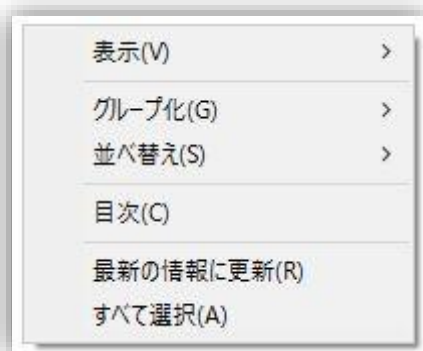 表示(V)
グループ化(G)
並べ替え(S)
目次(C)
最新の情報に更新(R)
すべて選択(A)